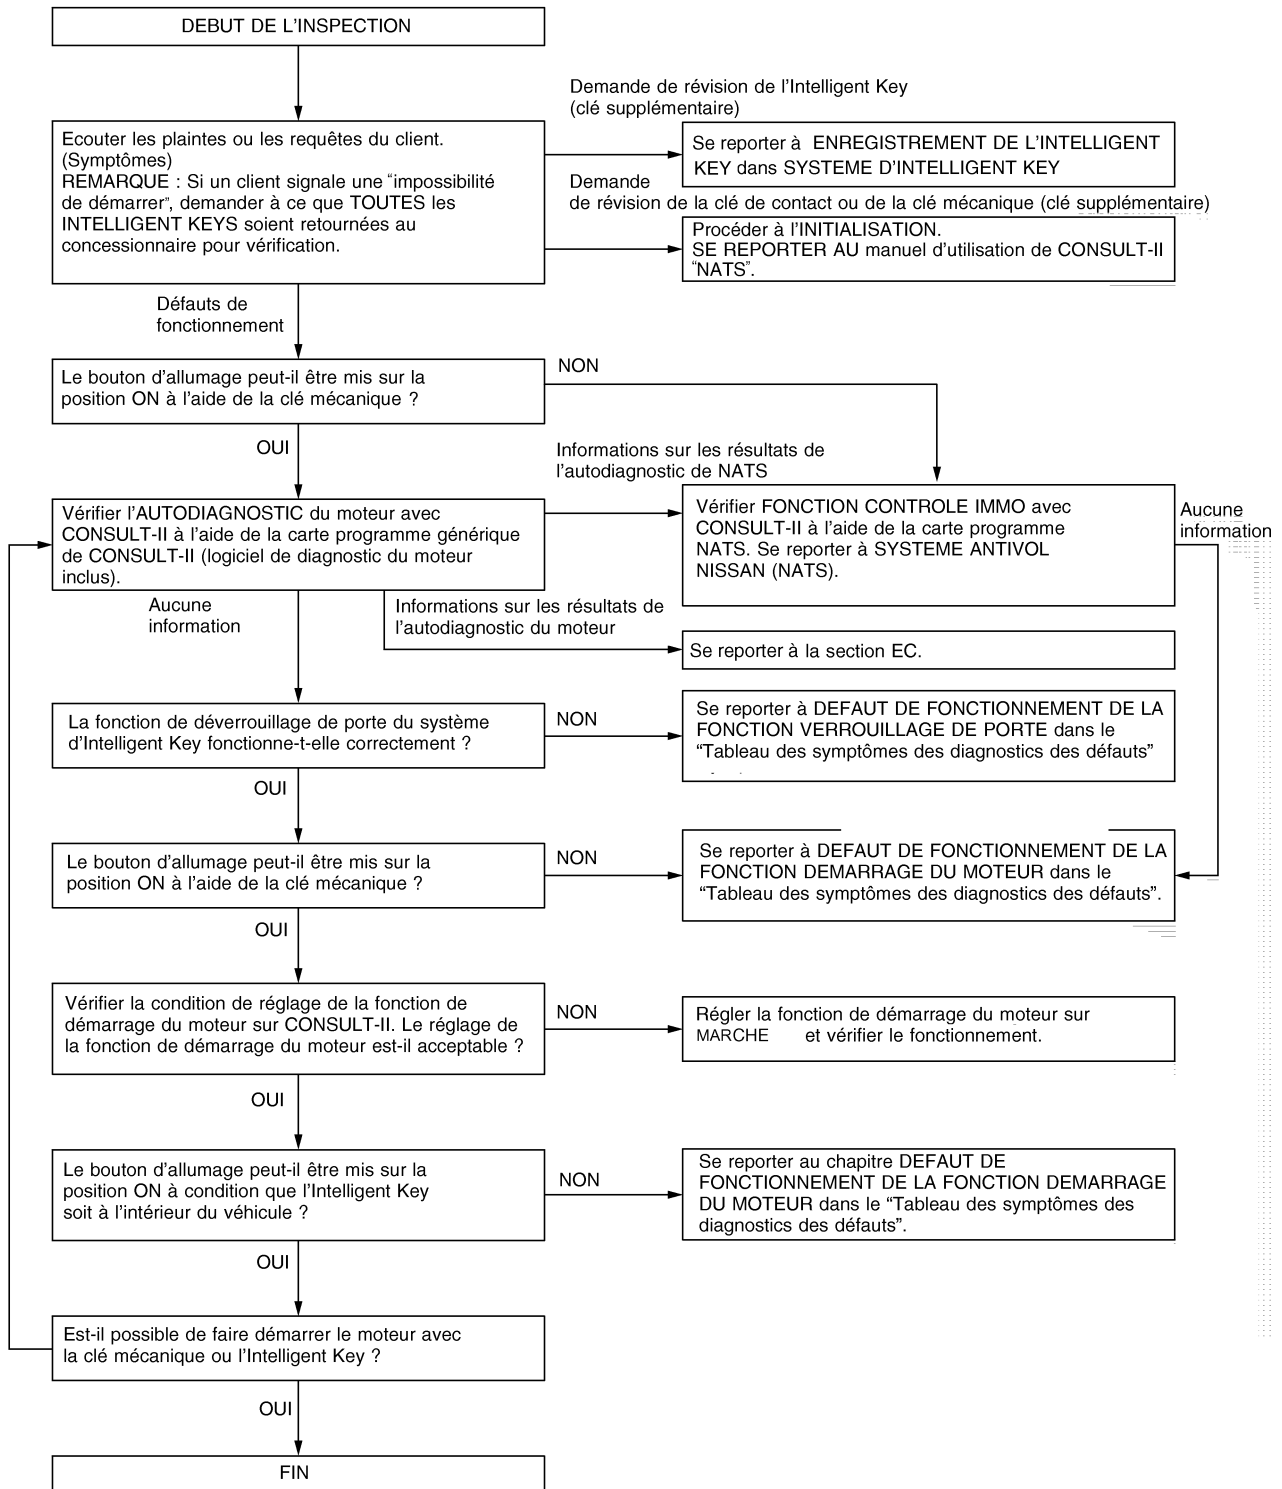 DEBUT DE L'INSPECTION
Demande de révision de l'Intelligent Key
(clé supplémentaire)
Ecouter les plaintes ou les requêtes du client.
(Symptômes)
REMARQUE : Si un client signale une "impossibilité
de démarrer", demander à ce que TOUTES les
INTELLIGENT KEYS soient retournées au
concessionnaire pour vérification.
Se reporter à ENREGISTREMENT DE L'INTELLIGENT
KEY dans SYSTEME D'INTELLIGENT KEY
Demande
de révision de la clé de contact ou de la clé mécanique (clé supplémentaire)
Procéder à l'INITIALISATION.
SE REPORTER AU manuel d'utilisation de CONSULT-II
"NATS".
Défauts de
fonctionnement
Le bouton d'allumage peut-il être mis sur la
position ON à l'aide de la clé mécanique ?
NON
OUI
Informations sur les résultats de
l'autodiagnostic de NATS
Vérifier l'AUTODIAGNOSTIC du moteur avec
CONSULT-II à l'aide de la carte programme générique
de CONSULT-II (logiciel de diagnostic du moteur
inclus).
Vérifier FONCTION CONTROLE IMMO avec
CONSULT-II à l'aide de la carte programme
NATS. Se reporter à SYSTEME ANTIVOL
NISSAN (NATS).
Aucune
information
Aucune
information
Informations sur les résultats de
l'autodiagnostic du moteur
Se reporter à la section EC.
La fonction de déverrouillage de porte du système
d'Intelligent Key fonctionne-t-elle correctement ?
NON
Se reporter à DEFAUT DE FONCTIONNEMENT DE LA
FONCTION VERROUILLAGE DE PORTE dans le
"Tableau des symptômes des diagnostics des défauts"
OUI
Le bouton d'allumage peut-il être mis sur la
position ON à l'aide de la clé mécanique ?
NON
Se reporter à DEFAUT DE FONCTIONNEMENT DE LA
FONCTION DEMARRAGE DU MOTEUR dans le
"Tableau des symptômes des diagnostics des défauts".
OUI
Vérifier la condition de réglage de la fonction de
démarrage du moteur sur CONSULT-II. Le réglage de
la fonction de démarrage du moteur est-il acceptable ?
NON
Régler la fonction de démarrage du moteur sur
MARCHE et vérifier le fonctionnement.
OUI
Le bouton d'allumage peut-il être mis sur la
position ON à condition que l'Intelligent Key
soit à l'intérieur du véhicule ?
NON
Se reporter au chapitre DEFAUT DE
FONCTIONNEMENT DE LA FONCTION DEMARRAGE
DU MOTEUR dans le "Tableau des symptômes des
diagnostics des défauts".
OUI
Est-il possible de faire démarrer le moteur avec
la clé mécanique ou l'Intelligent Key ?
OUI
FIN